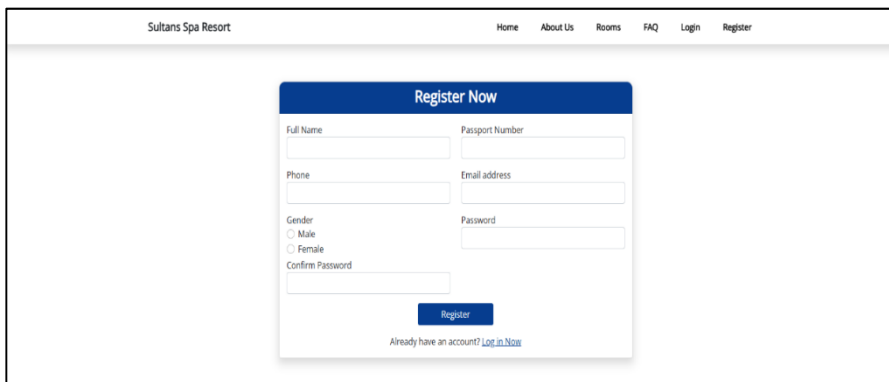 Sultans Spa Resort Home About Us Rooms FAQ Login Register
Register Now
Full Name Passport Number
Phone Email address
Gender Password
Male
Female
Confirm Password
Register
Already have an account? Log in Now